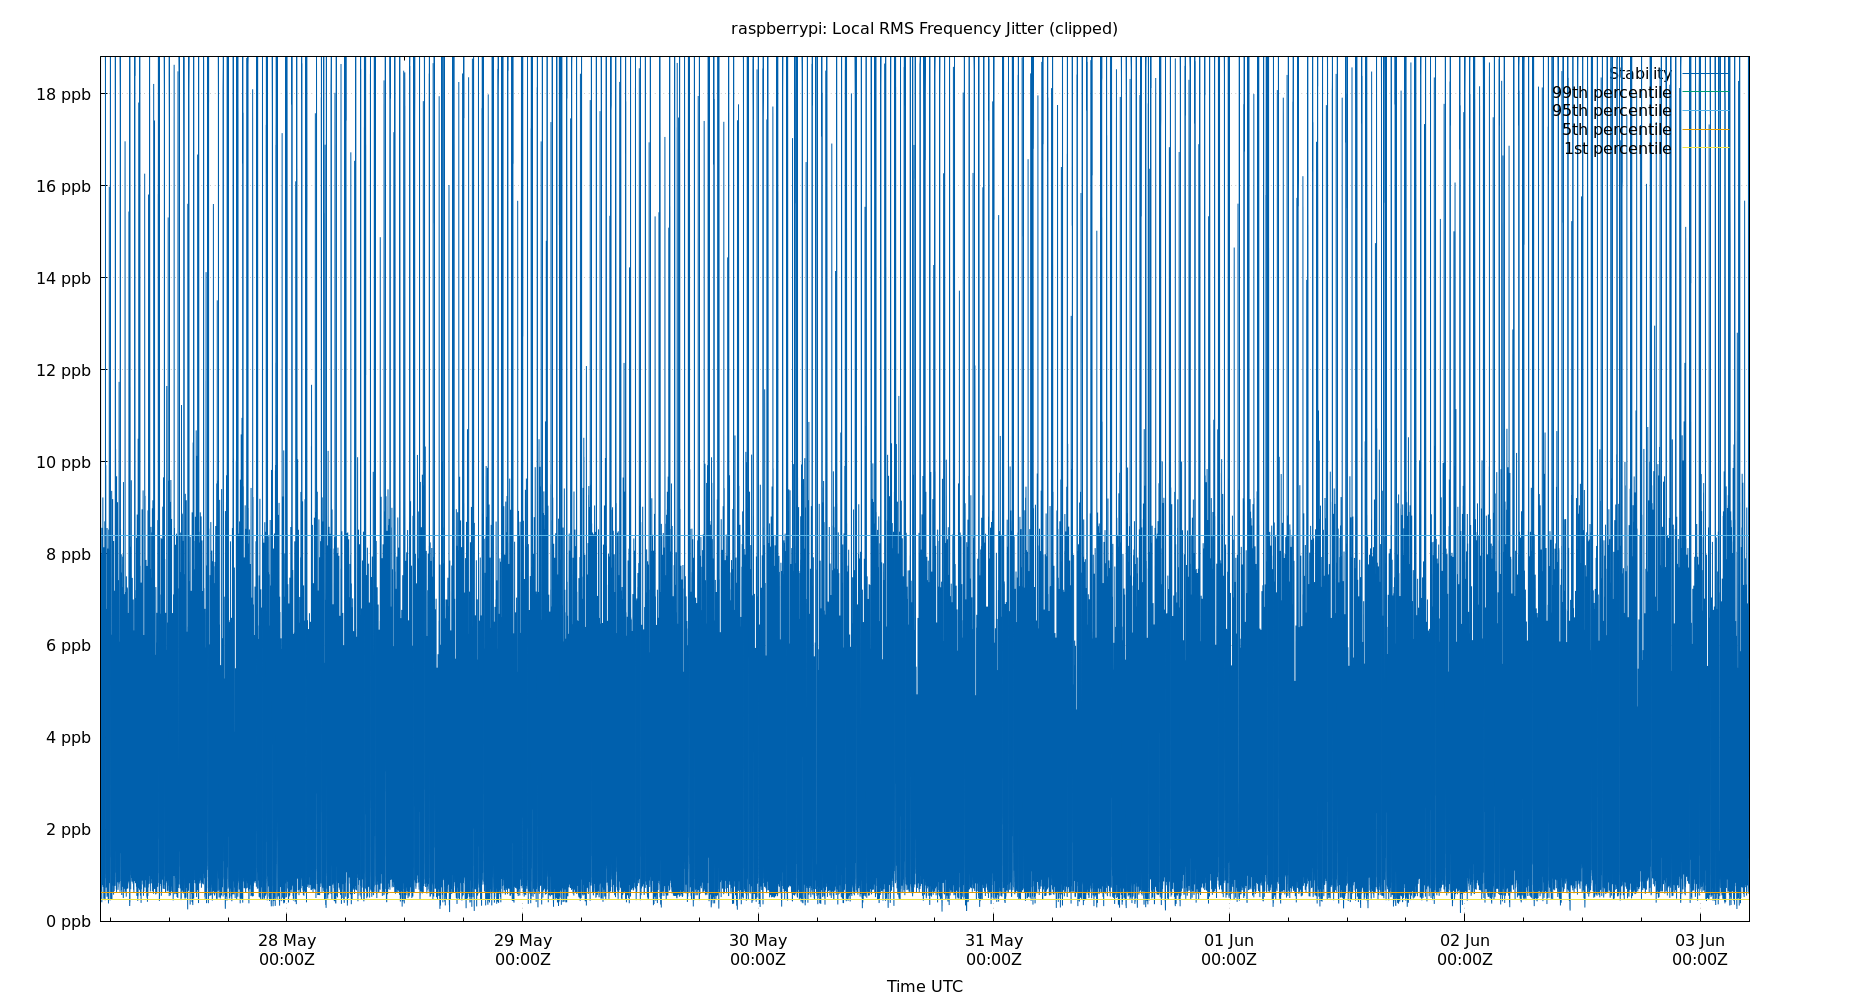 raspberrypi: Local RMS Frequency Jitter (clipped)
Stability
99th percentile
95th percentile
5th percentile
1st percentile
18 ppb
16 ppb
14 ppb
12 ppb
10 ppb
8 ppb
6 ppb
4 ppb
2 ppb
0 ppb
28 May 29 May 30 May 31 May 01 Jun 02 Jun 03 Jun
00:00Z 00:00Z 00:00Z 00:00Z 00:00Z 00:00Z 00:00Z
Time UTC